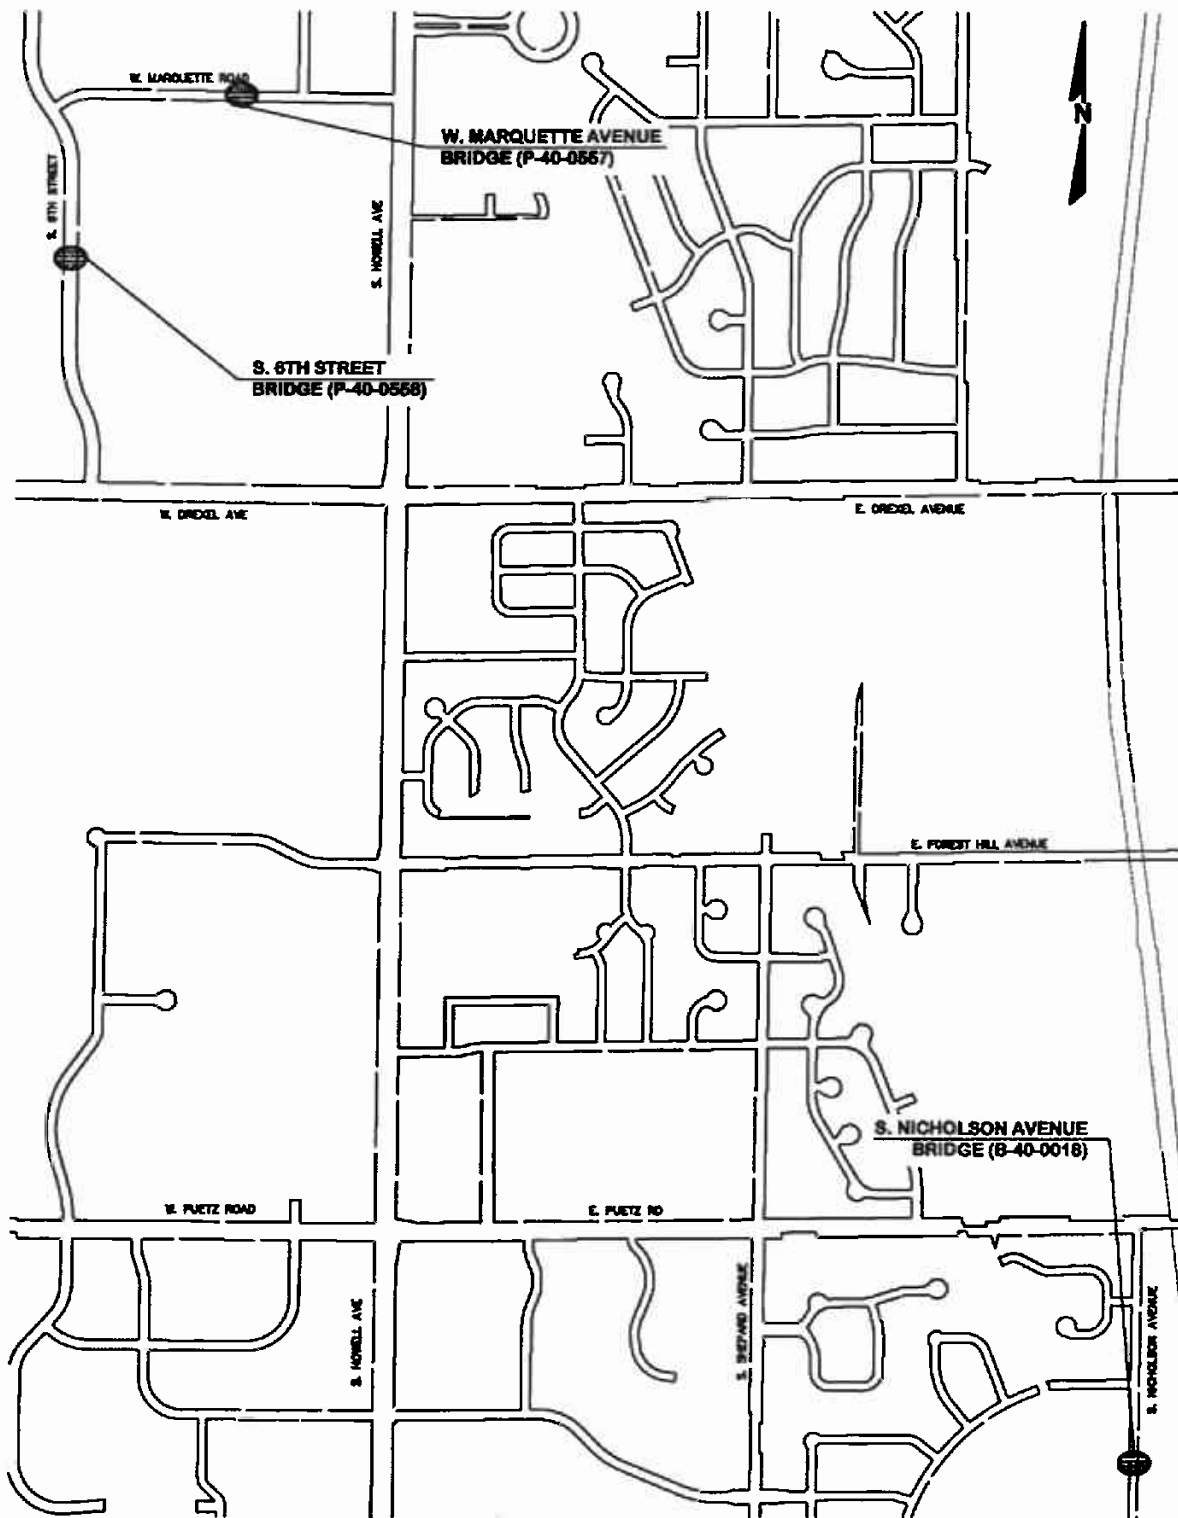 W. MARQUETTE ROAD
N
W. MARQUETTE AVENUE
BRIDGE (P-40-0557)
S. 6TH STREET
S. HOWELL AVE
S. 6TH STREET
BRIDGE (P-40-0558)
W. DREXEL AVE
E. DREXEL AVENUE
E. FOREST HILL AVENUE
S. NICHOLSON AVENUE
BRIDGE (B-40-0018)
W. PUETZ ROAD
E. PUETZ RD
S. HOWELL AVE
S. SHEPARD AVENUE
S. NICHOLSON AVENUE